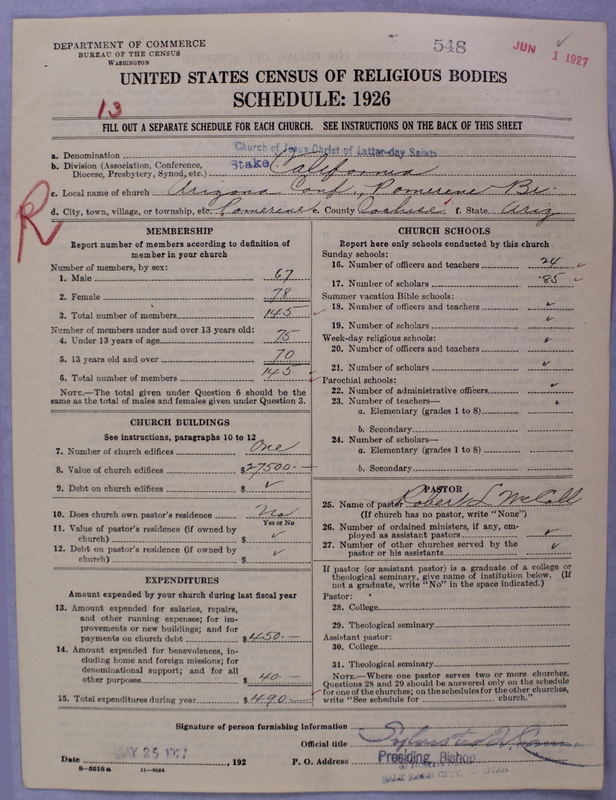 DEPARTMENT OF COMMERCE
BUREAU OF THE CENSUS
WASHINGTON
548
JUN 1 1927
UNITED STATES CENSUS OF RELIGIOUS BODIES
SCHEDULE: 1926
13
FILL OUT A SEPARATE SCHEDULE FOR EACH CHURCH. SEE INSTRUCTIONS ON THE BACK OF THIS SHEET
a. Denomination Church of Jesus Christ of Latter-day Saints
b. Division (Association, Conference, Diocese, Presbytery, Synod, etc.) Stake California
c. Local name of church Arizona Conf, Pomerene Br
d. City, town, village, or township, etc. Pomerene e. County Cochise f. State Ariz
R
MEMBERSHIP
Report number of members according to definition of member in your church
Number of members, by sex:
1. Male 67
2. Female 78
3. Total number of members 145
Number of members under and over 13 years old:
4. Under 13 years of age 75
5. 13 years old and over 70
6. Total number of members 145
NOTE.—The total given under Question 6 should be the same as the total of males and females given under Question 3.
CHURCH BUILDINGS
See instructions, paragraphs 10 to 12
7. Number of church edifices One
8. Value of church edifices $27500.—
9. Debt on church edifices $ ✓
10. Does church own pastor's residence No
Yes or No
11. Value of pastor's residence (if owned by church) $ ✓
12. Debt on pastor's residence (if owned by church) $ ✓
EXPENDITURES
Amount expended by your church during last fiscal year
13. Amount expended for salaries, repairs, and other running expenses; for improvements or new buildings; and for payments on church debt $450.—
14. Amount expended for benevolences, including home and foreign missions; for denominational support; and for all other purposes $40.—
15. Total expenditures during year $490.—
CHURCH SCHOOLS
Report here only schools conducted by this church
Sunday schools:
16. Number of officers and teachers 24
17. Number of scholars 85
Summer vacation Bible schools:
18. Number of officers and teachers ✓
19. Number of scholars ✓
Week-day religious schools:
20. Number of officers and teachers ✓
21. Number of scholars ✓
Parochial schools:
22. Number of administrative officers ✓
23. Number of teachers—
a. Elementary (grades 1 to 8)
b. Secondary
24. Number of scholars—
a. Elementary (grades 1 to 8)
b. Secondary
PASTOR
25. Name of pastor Robert L McCall
(If church has no pastor, write "None")
26. Number of ordained ministers, if any, employed as assistant pastors ✓
27. Number of other churches served by the pastor or his assistants ✓
If pastor (or assistant pastor) is a graduate of a college or theological seminary, give name of institution below. (If not a graduate, write "No" in the space indicated.)
Pastor:
28. College
29. Theological seminary
Assistant pastor:
30. College
31. Theological seminary
NOTE.—Where one pastor serves two or more churches, Questions 28 and 29 should be answered only on the schedule for one of the churches; on the schedules for the other churches, write "See schedule for church."
Signature of person furnishing information
Official title Presiding Bishop
Date MAY 25 1927, 192 P. O. Address SALT LAKE CITY, UTAH
8—5518a 11—9584